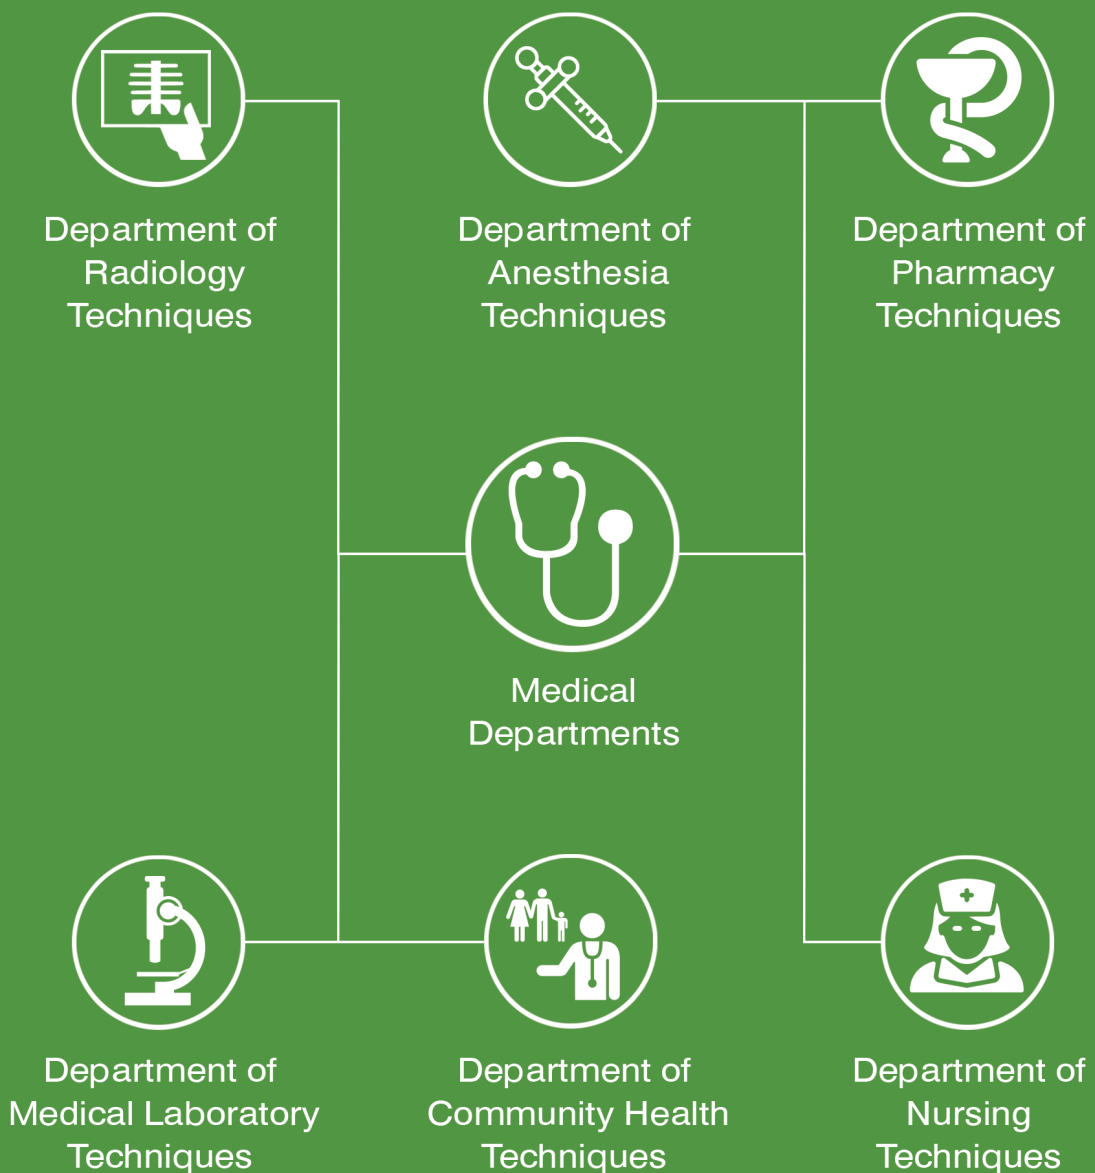 Department of
Radiology
Techniques
Department of
Anesthesia
Techniques
Department of
Pharmacy
Techniques
Medical
Departments
Department of
Medical Laboratory
Techniques
Department of
Community Health
Techniques
Department of
Nursing
Techniques